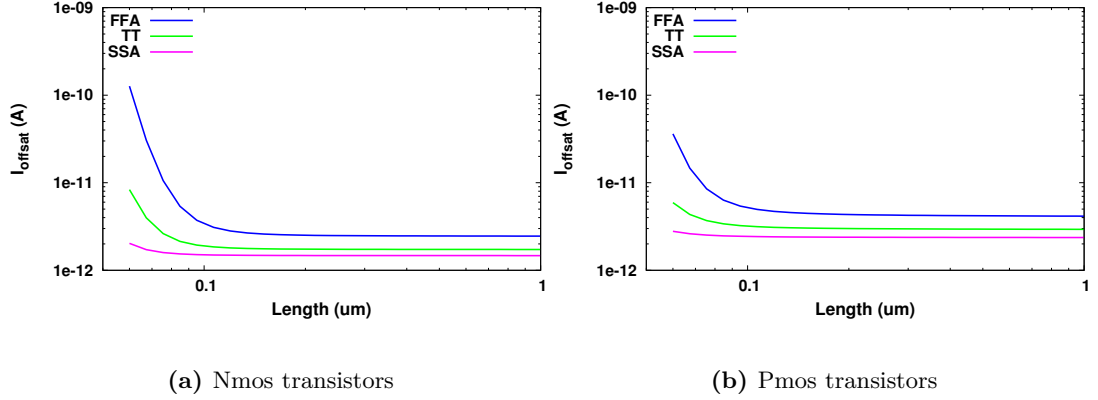 1e-09
FFA
TT
SSA
1e-10
1e-11
1e-12
I_offsat (A)
0.1
1
Length (um)
(a) Nmos transistors
1e-09
FFA
TT
SSA
1e-10
1e-11
1e-12
I_offsat (A)
0.1
1
Length (um)
(b) Pmos transistors